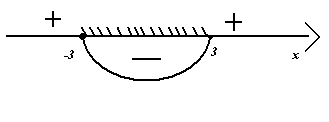 + +
-3 — 3 x